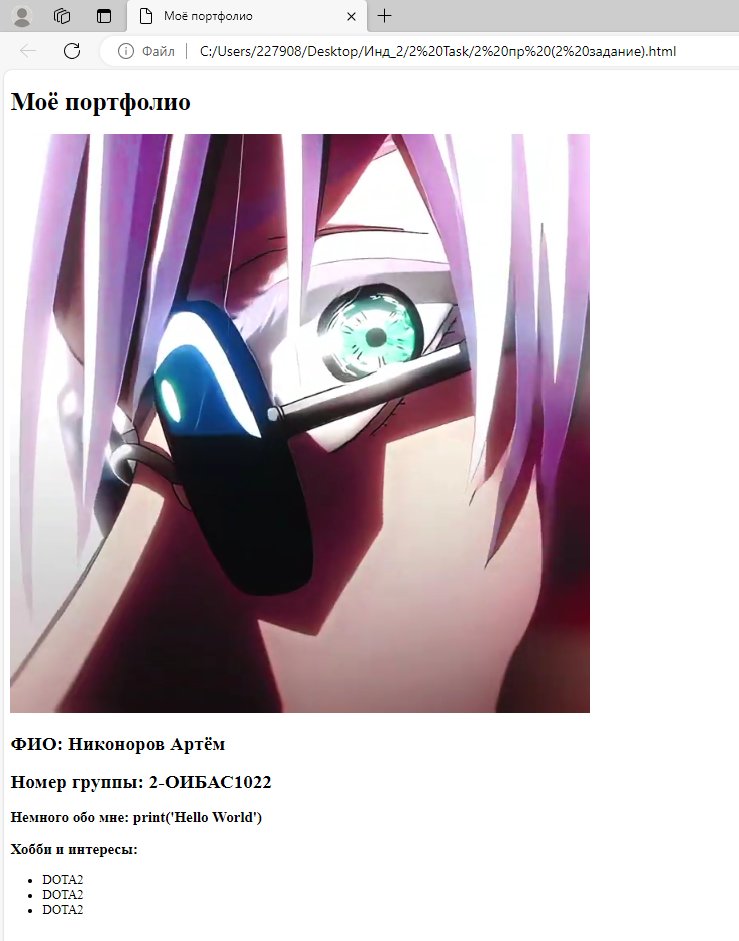 Моё портфолио
Файл C:/Users/227908/Desktop/Инд_2/2%20Task/2%20пр%20(2%20задание).html
Моё портфолио
ФИО: Никоноров Артём
Номер группы: 2-ОИБАС1022
Немного обо мне: print('Hello World')
Хобби и интересы:
DOTA2
DOTA2
DOTA2